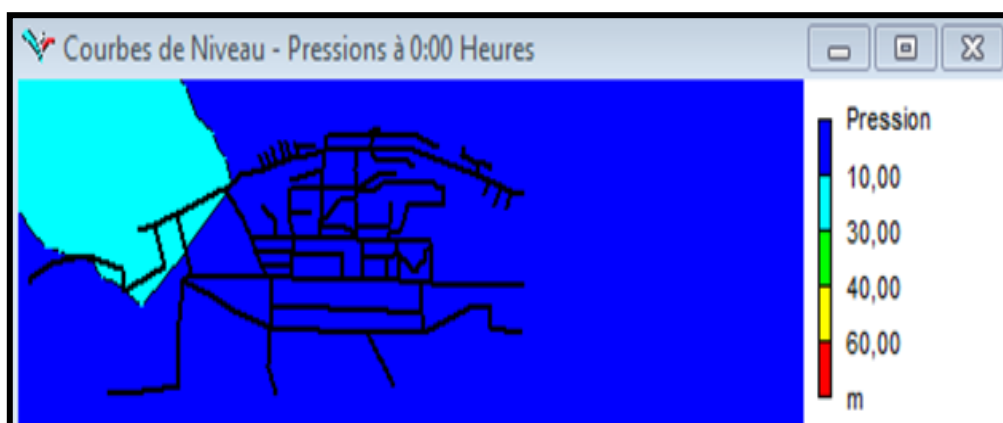 Courbes de Niveau - Pressions à 0:00 Heures
Pression
10,00
30,00
40,00
60,00
m